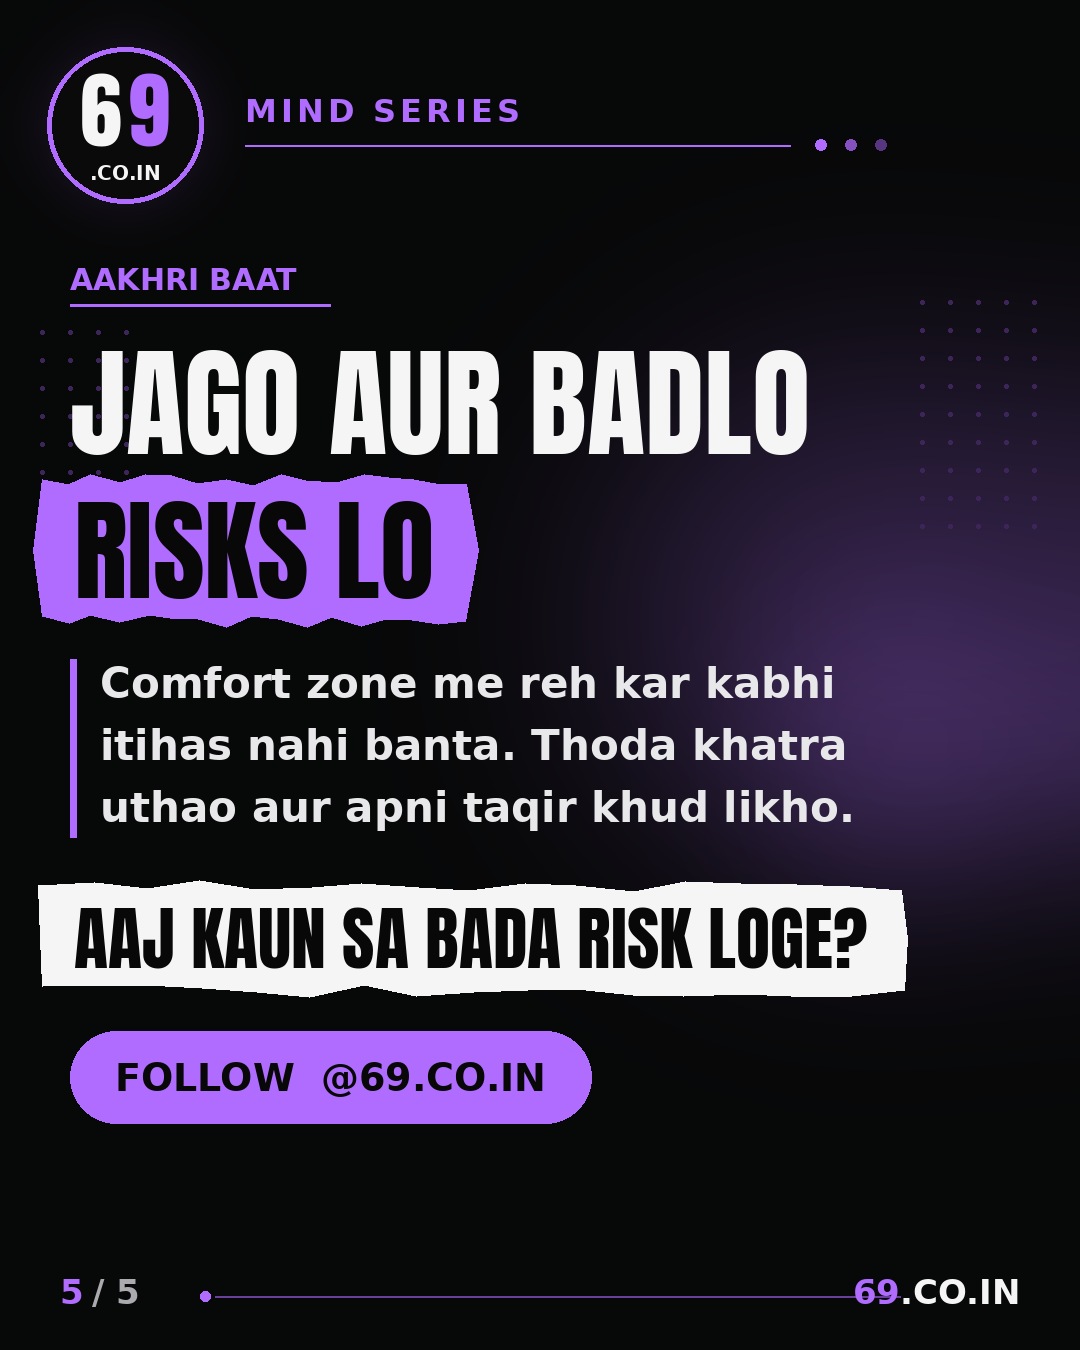 69
.CO.IN
MIND SERIES
AAKHRI BAAT
JAGO AUR BADLO
RISKS LO
Comfort zone me reh kar kabhi
itihas nahi banta. Thoda khatra
uthao aur apni taqir khud likho.
AAJ KAUN SA BADA RISK LOGE?
FOLLOW @69.CO.IN
5 / 5
69.CO.IN